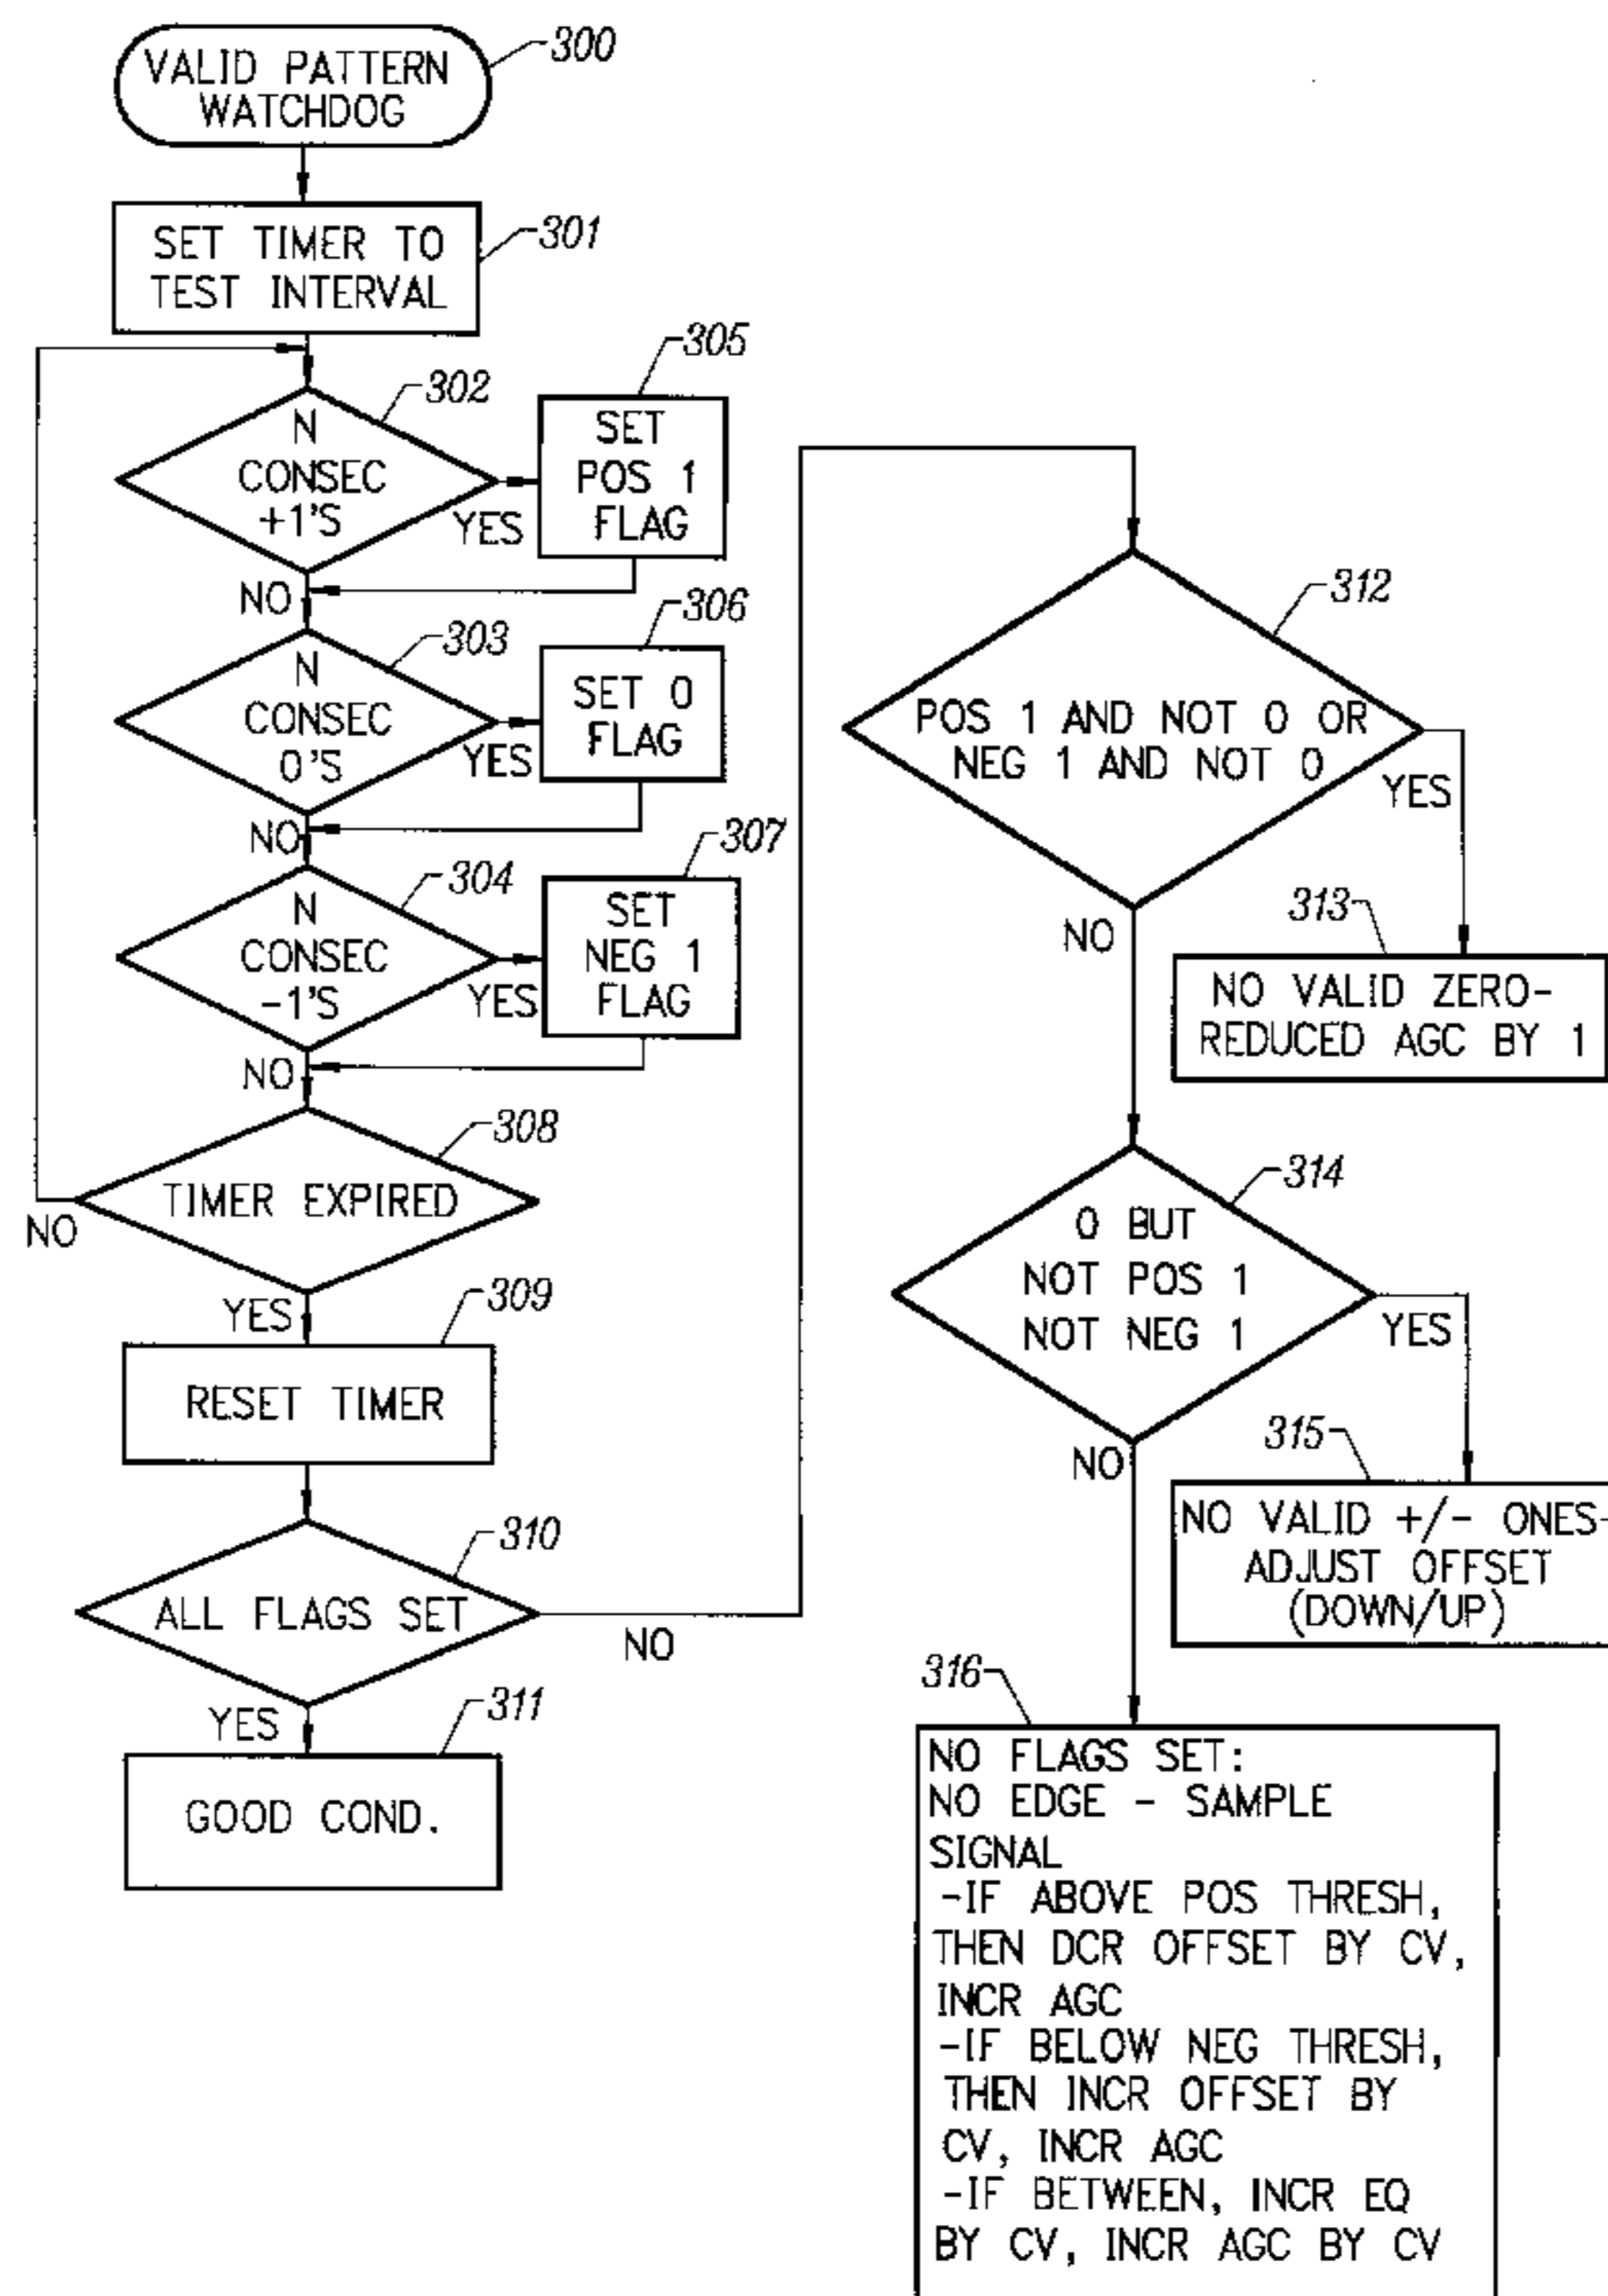 VALID PATTERN
WATCHDOG
300
SET TIMER TO
TEST INTERVAL
301
N
CONSEC
+1'S
302
YES
NO
SET
POS 1
FLAG
305
N
CONSEC
0'S
303
YES
NO
SET 0
FLAG
306
N
CONSEC
-1'S
304
YES
NO
SET
NEG 1
FLAG
307
TIMER EXPIRED
308
NO
YES
RESET TIMER
309
ALL FLAGS SET
310
NO
YES
GOOD COND.
311
POS 1 AND NOT 0 OR
NEG 1 AND NOT 0
312
YES
NO
313
NO VALID ZERO-
REDUCED AGC BY 1
0 BUT
NOT POS 1
NOT NEG 1
314
YES
NO
315
NO VALID +/- ONES-
ADJUST OFFSET
(DOWN/UP)
316
NO FLAGS SET:
NO EDGE - SAMPLE
SIGNAL
-IF ABOVE POS THRESH,
THEN DCR OFFSET BY CV,
INCR AGC
-IF BELOW NEG THRESH,
THEN INCR OFFSET BY
CV, INCR AGC
-IF BETWEEN, INCR EQ
BY CV, INCR AGC BY CV